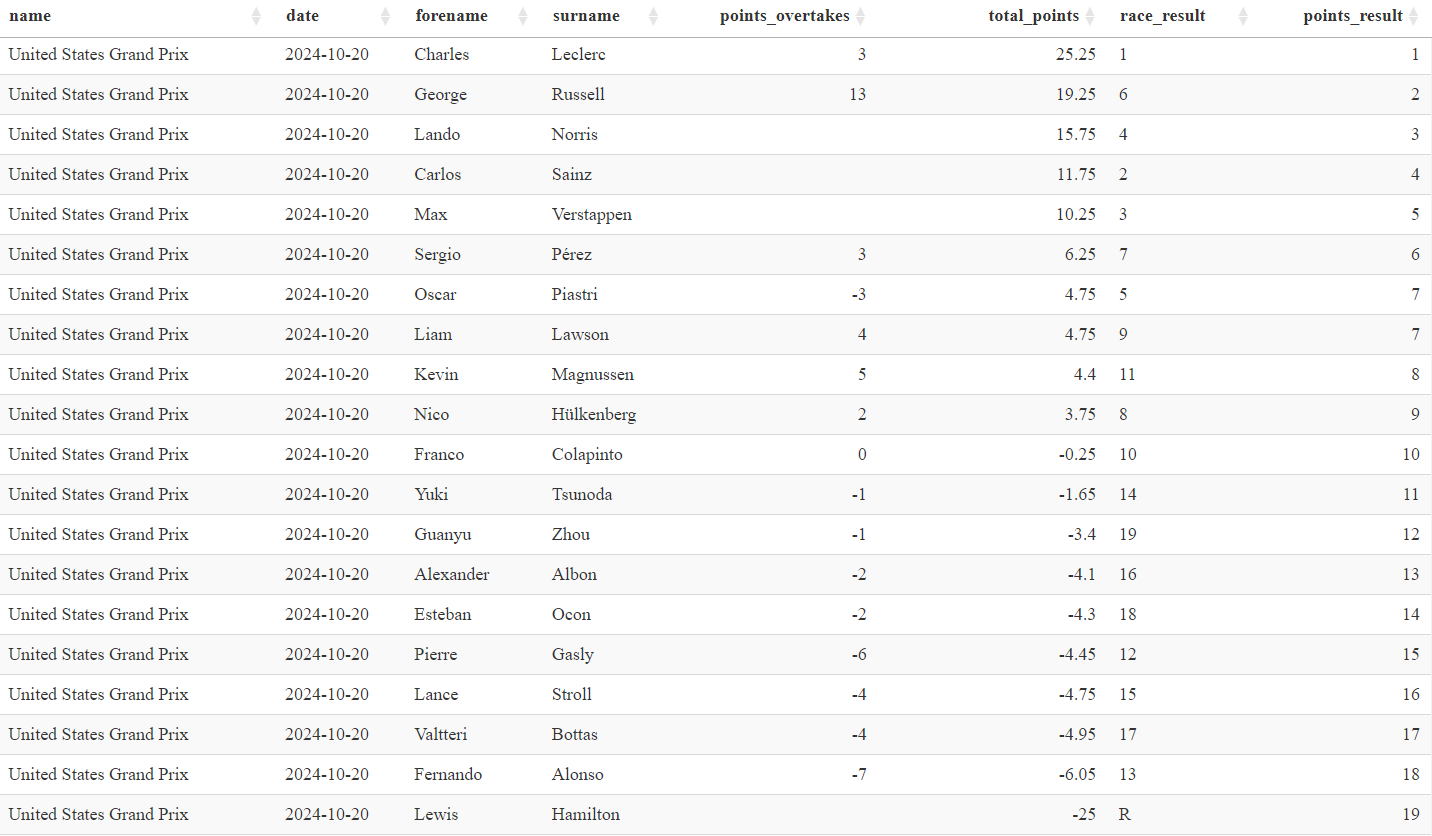 name date forename surname points_overtakes total_points race_result points_result
United States Grand Prix 2024-10-20 Charles Leclerc 3 25.25 1 1
United States Grand Prix 2024-10-20 George Russell 13 19.25 6 2
United States Grand Prix 2024-10-20 Lando Norris 15.75 4 3
United States Grand Prix 2024-10-20 Carlos Sainz 11.75 2 4
United States Grand Prix 2024-10-20 Max Verstappen 10.25 3 5
United States Grand Prix 2024-10-20 Sergio Pérez 3 6.25 7 6
United States Grand Prix 2024-10-20 Oscar Piastri -3 4.75 5 7
United States Grand Prix 2024-10-20 Liam Lawson 4 4.75 9 7
United States Grand Prix 2024-10-20 Kevin Magnussen 5 4.4 11 8
United States Grand Prix 2024-10-20 Nico Hülkenberg 2 3.75 8 9
United States Grand Prix 2024-10-20 Franco Colapinto 0 -0.25 10 10
United States Grand Prix 2024-10-20 Yuki Tsunoda -1 -1.65 14 11
United States Grand Prix 2024-10-20 Guanyu Zhou -1 -3.4 19 12
United States Grand Prix 2024-10-20 Alexander Albon -2 -4.1 16 13
United States Grand Prix 2024-10-20 Esteban Ocon -2 -4.3 18 14
United States Grand Prix 2024-10-20 Pierre Gasly -6 -4.45 12 15
United States Grand Prix 2024-10-20 Lance Stroll -4 -4.75 15 16
United States Grand Prix 2024-10-20 Valtteri Bottas -4 -4.95 17 17
United States Grand Prix 2024-10-20 Fernando Alonso -7 -6.05 13 18
United States Grand Prix 2024-10-20 Lewis Hamilton -25 R 19